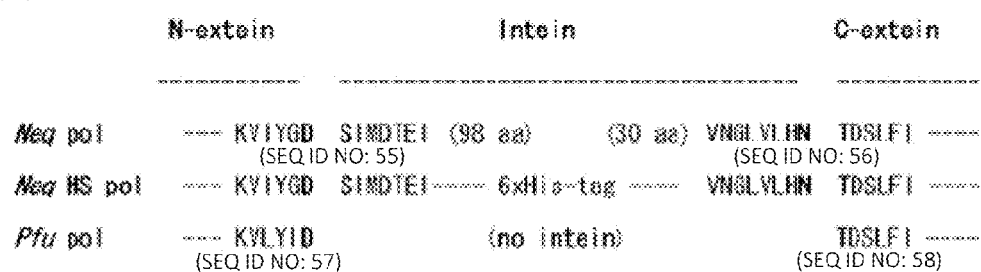 N-extein Intein C-extein
Neq pol ---- KVIYGD SIMDTEI (98 aa) (30 aa) VNGLVLHN TDSLFI -----
(SEQ ID NO: 55) (SEQ ID NO: 56)
Neq HS pol ---- KVIYGD SIMDTEI----- 6xHis-tag ----- VNGLVLHN TDSLFI -----
Pfu pol ---- KVLYID (no intein) TDSLFI -----
(SEQ ID NO: 57) (SEQ ID NO: 58)